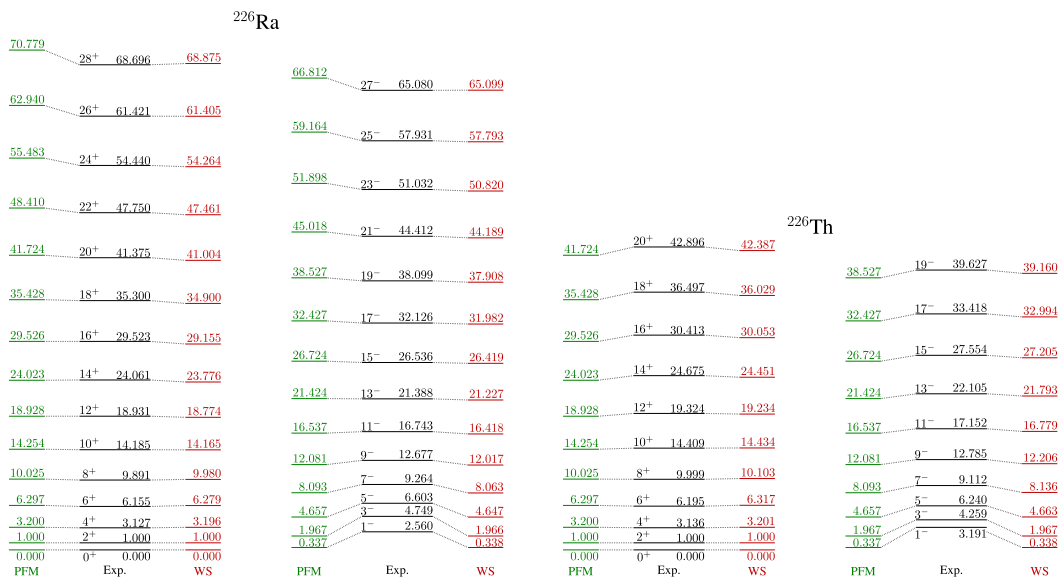 ²²⁶Ra
70.779 28⁺ 68.696 68.875
62.940 26⁺ 61.421 61.405
55.483 24⁺ 54.440 54.264
48.410 22⁺ 47.750 47.461
41.724 20⁺ 41.375 41.004
35.428 18⁺ 35.300 34.900
29.526 16⁺ 29.523 29.155
24.023 14⁺ 24.061 23.776
18.928 12⁺ 18.931 18.774
14.254 10⁺ 14.185 14.165
10.025 8⁺ 9.891 9.980
6.297 6⁺ 6.155 6.279
3.200 4⁺ 3.127 3.196
1.000 2⁺ 1.000 1.000
0.000 0⁺ 0.000 0.000
PFM Exp. WS
66.812 27⁻ 65.080 65.099
59.164 25⁻ 57.931 57.793
51.898 23⁻ 51.032 50.820
45.018 21⁻ 44.412 44.189
38.527 19⁻ 38.099 37.908
32.427 17⁻ 32.126 31.982
26.724 15⁻ 26.536 26.419
21.424 13⁻ 21.388 21.227
16.537 11⁻ 16.743 16.418
12.081 9⁻ 12.677 12.017
8.093 7⁻ 9.264 8.063
4.657 5⁻ 6.603 4.647
1.967 3⁻ 4.749 1.966
0.337 1⁻ 2.560 0.338
PFM Exp. WS
²²⁶Th
41.724 20⁺ 42.896 42.387
35.428 18⁺ 36.497 36.029
29.526 16⁺ 30.413 30.053
24.023 14⁺ 24.675 24.451
18.928 12⁺ 19.324 19.234
14.254 10⁺ 14.409 14.434
10.025 8⁺ 9.999 10.103
6.297 6⁺ 6.195 6.317
3.200 4⁺ 3.136 3.201
1.000 2⁺ 1.000 1.000
0.000 0⁺ 0.000 0.000
PFM Exp. WS
38.527 19⁻ 39.627 39.160
32.427 17⁻ 33.418 32.994
26.724 15⁻ 27.554 27.205
21.424 13⁻ 22.105 21.793
16.537 11⁻ 17.152 16.779
12.081 9⁻ 12.785 12.206
8.093 7⁻ 9.112 8.136
4.657 5⁻ 6.240 4.663
1.967 3⁻ 4.259 1.967
0.337 1⁻ 3.191 0.338
PFM Exp. WS